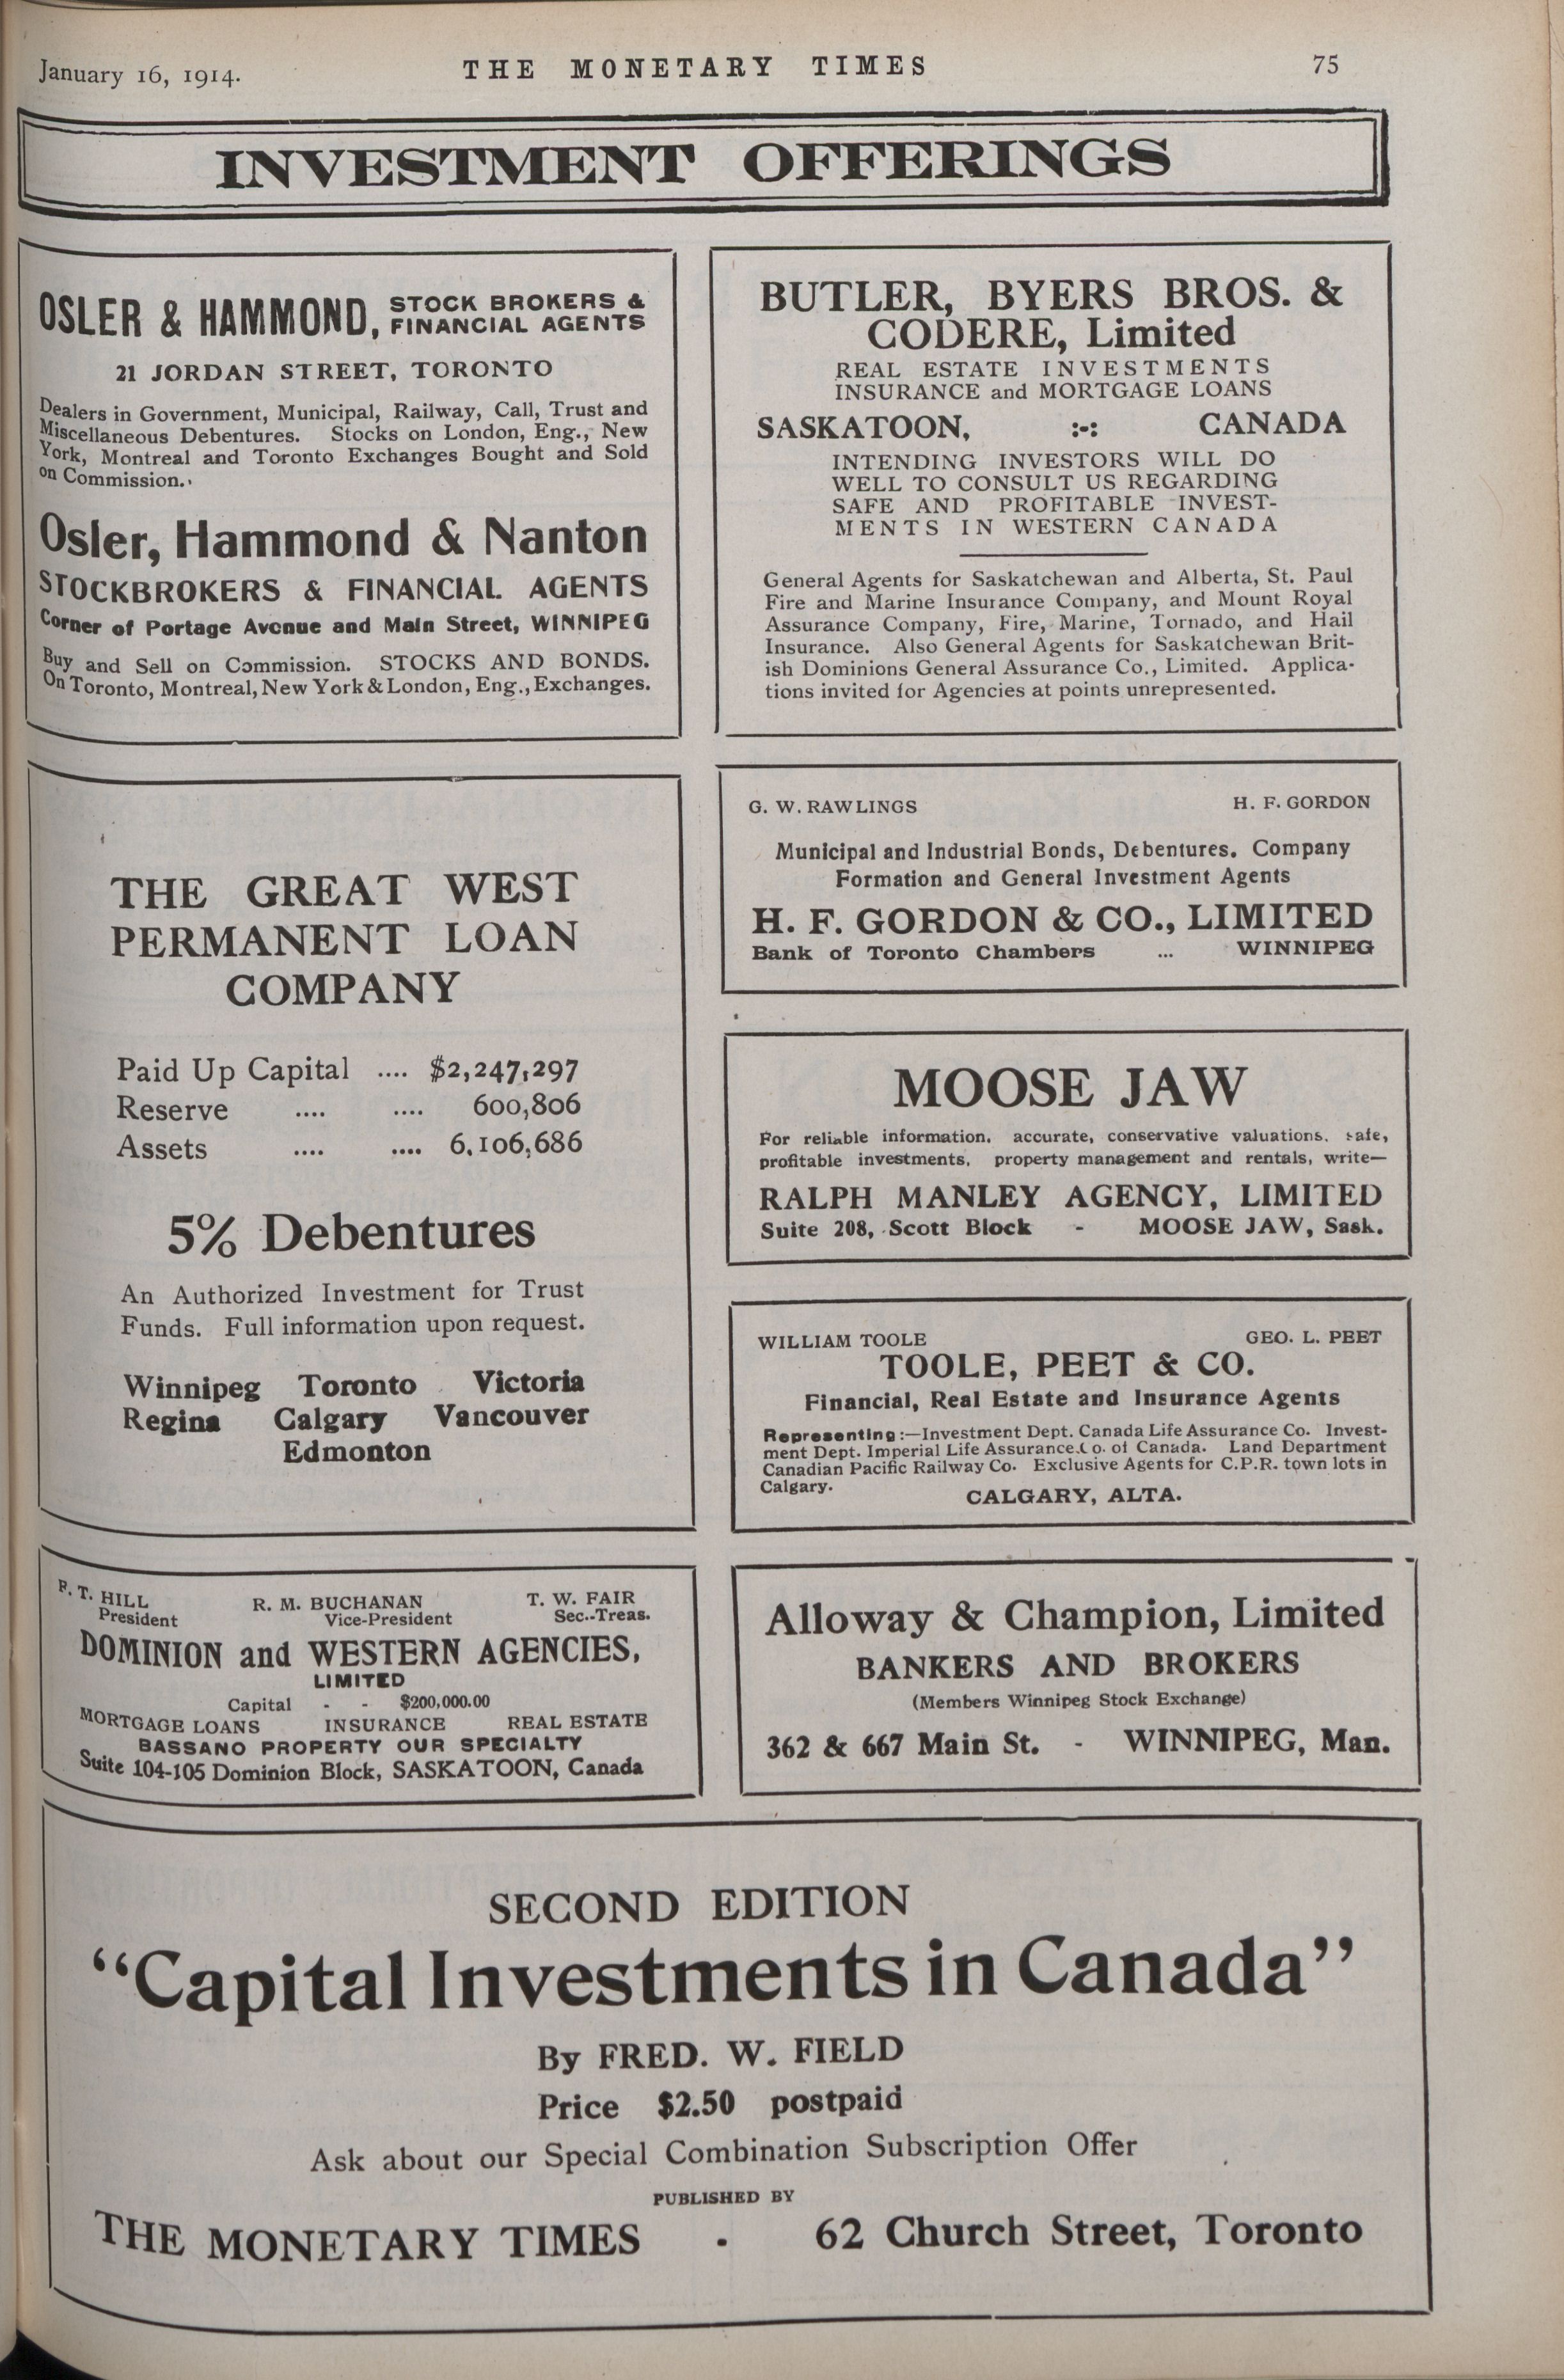 January 16, 1914.
THE MONETARY TIMES
75
INVESTMENT OFFERINGS
OSLER & HAMMOND, STOCK BROKERS &
FINANCIAL AGENTS
21 JORDAN STREET, TORONTO
Dealers in Government, Municipal, Railway, Call, Trust and
Miscellaneous Debentures. Stocks on London, Eng., New
York, Montreal and Toronto Exchanges Bought and Sold
on Commission.
Osler, Hammond & Nanton
STOCKBROKERS & FINANCIAL AGENTS
Corner of Portage Avenue and Main Street, WINNIPEG
Buy and Sell on Commission. STOCKS AND BONDS.
On Toronto, Montreal, New York & London, Eng., Exchanges.
BUTLER, BYERS BROS. &
CODERE, Limited
REAL ESTATE INVESTMENTS
INSURANCE and MORTGAGE LOANS
SASKATOON, :-: CANADA
INTENDING INVESTORS WILL DO
WELL TO CONSULT US REGARDING
SAFE AND PROFITABLE INVEST-
MENTS IN WESTERN CANADA
General Agents for Saskatchewan and Alberta, St. Paul
Fire and Marine Insurance Company, and Mount Royal
Assurance Company, Fire, Marine, Tornado, and Hail
Insurance. Also General Agents for Saskatchewan Brit-
ish Dominions General Assurance Co., Limited. Applica-
tions invited for Agencies at points unrepresented.
THE GREAT WEST
PERMANENT LOAN
COMPANY
Paid Up Capital .... $2,247,297
Reserve .... .... 600,806
Assets .... .... 6,106,686
5% Debentures
An Authorized Investment for Trust
Funds. Full information upon request.
Winnipeg Toronto Victoria
Regina Calgary Vancouver
Edmonton
G. W. RAWLINGS H. F. GORDON
Municipal and Industrial Bonds, Debentures. Company
Formation and General Investment Agents
H. F. GORDON & CO., LIMITED
Bank of Toronto Chambers ... WINNIPEG
MOOSE JAW
For reliable information, accurate, conservative valuations, safe,
profitable investments, property management and rentals, write—
RALPH MANLEY AGENCY, LIMITED
Suite 208, Scott Block - MOOSE JAW, Sask.
WILLIAM TOOLE GEO. L. PEET
TOOLE, PEET & CO.
Financial, Real Estate and Insurance Agents
Representing:—Investment Dept. Canada Life Assurance Co. Invest-
ment Dept. Imperial Life Assurance Co. of Canada. Land Department
Canadian Pacific Railway Co. Exclusive Agents for C.P.R. town lots in
Calgary.
CALGARY, ALTA.
F. T. HILL R. M. BUCHANAN T. W. FAIR
President Vice-President Sec.-Treas.
DOMINION and WESTERN AGENCIES,
LIMITED
Capital - - $200,000.00
MORTGAGE LOANS INSURANCE REAL ESTATE
BASSANO PROPERTY OUR SPECIALTY
Suite 104-105 Dominion Block, SASKATOON, Canada
Alloway & Champion, Limited
BANKERS AND BROKERS
(Members Winnipeg Stock Exchange)
362 & 667 Main St. - WINNIPEG, Man.
SECOND EDITION
“Capital Investments in Canada”
By FRED. W. FIELD
Price $2.50 postpaid
Ask about our Special Combination Subscription Offer
PUBLISHED BY
THE MONETARY TIMES - 62 Church Street, Toronto